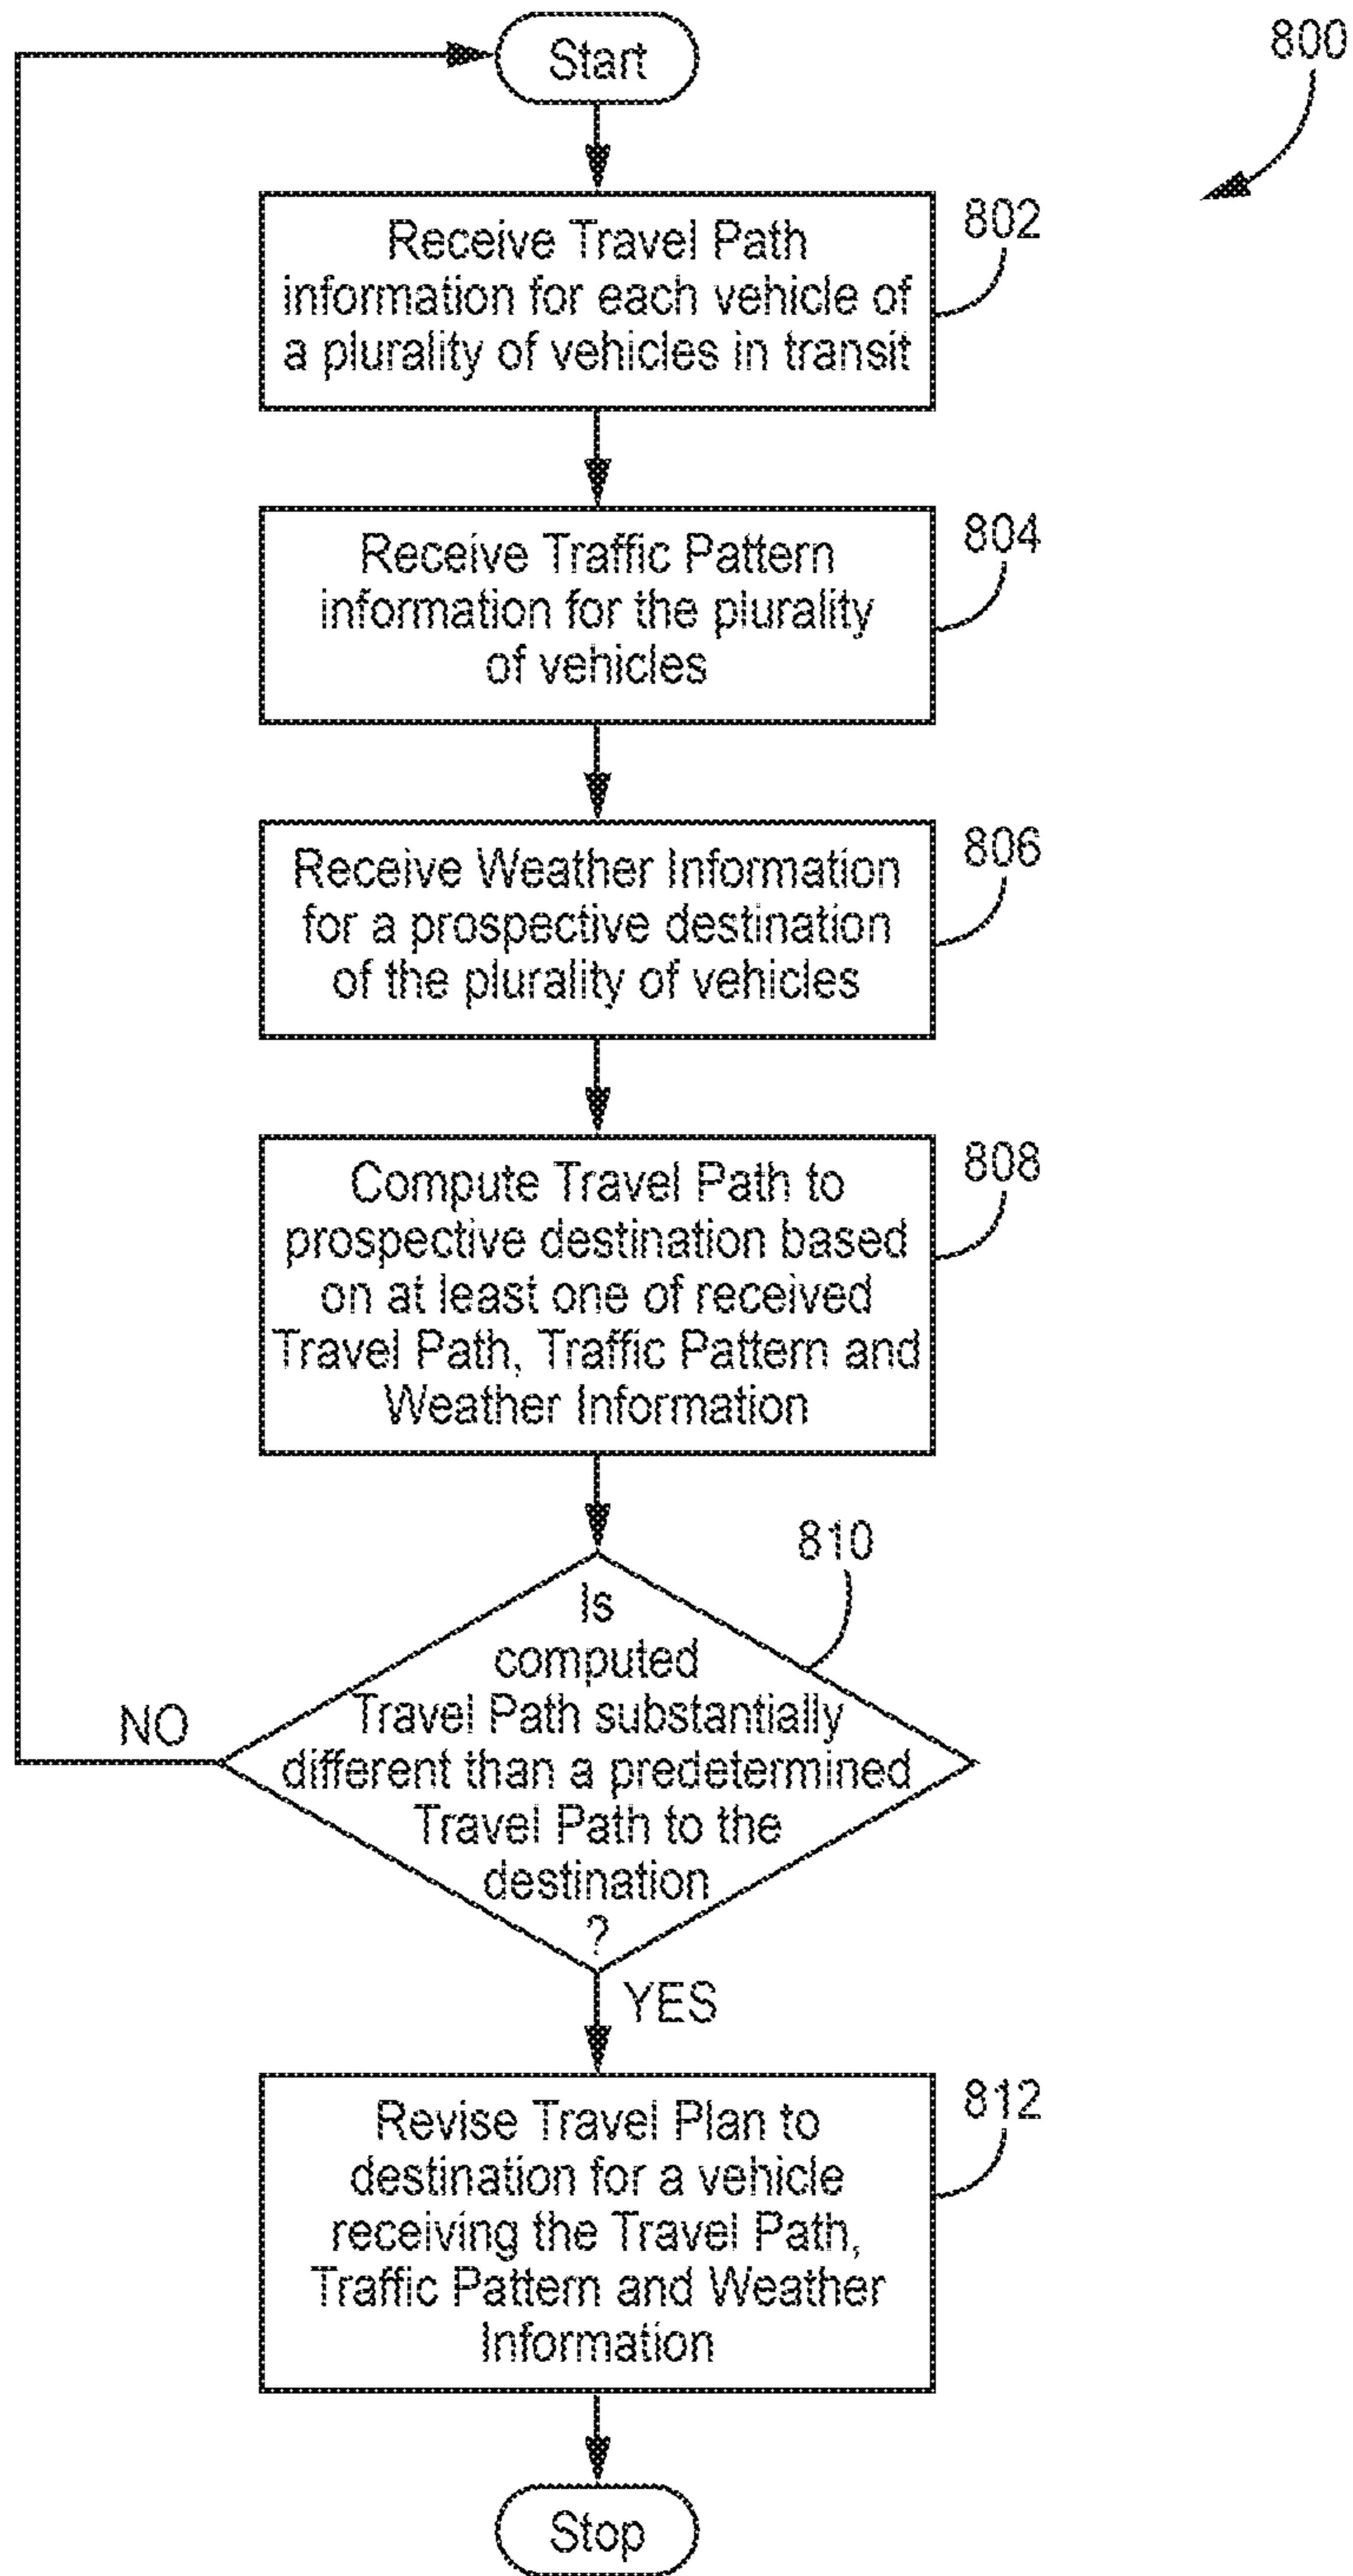 Start
800
Receive Travel Path
information for each vehicle of
a plurality of vehicles in transit
802
Receive Traffic Pattern
information for the plurality
of vehicles
804
Receive Weather Information
for a prospective destination
of the plurality of vehicles
806
Compute Travel Path to
prospective destination based
on at least one of received
Travel Path, Traffic Pattern and
Weather Information
808
810
Is
computed
Travel Path substantially
different than a predetermined
Travel Path to the
destination
?
NO
YES
Revise Travel Plan to
destination for a vehicle
receiving the Travel Path,
Traffic Pattern and Weather
Information
812
Stop